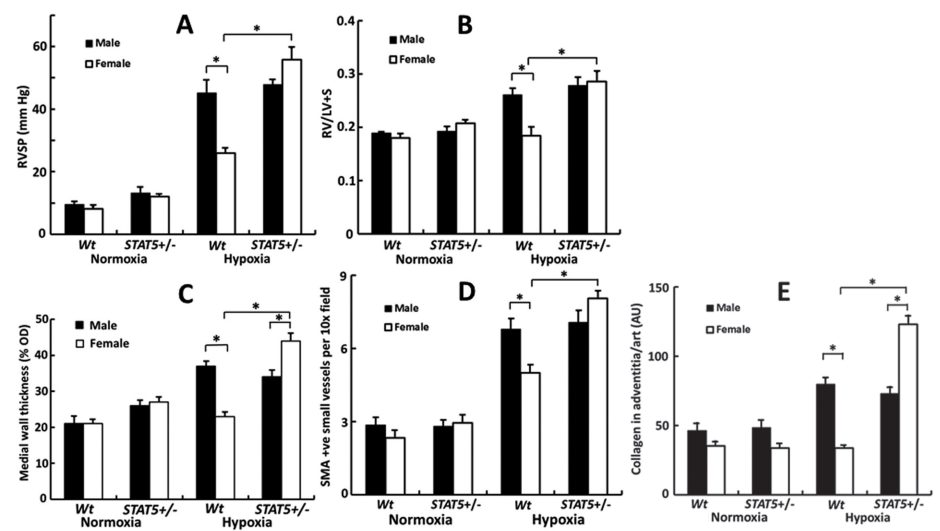 A
Male
Female
RVSP (mm Hg)
60
40
20
0
*
*
Wt STAT5+/- Wt STAT5+/-
Normoxia Hypoxia
B
Male
Female
RV/LV+S
0.4
0.3
0.2
0.1
0
*
*
Wt STAT5+/- Wt STAT5+/-
Normoxia Hypoxia
C
Male
Female
Medial wall thickness (% OD)
50
40
30
20
10
0
*
*
*
Wt STAT5+/- Wt STAT5+/-
Normoxia Hypoxia
D
Male
Female
SMA +ve small vessels per 10x field
9
6
3
0
*
*
Wt STAT5+/- Wt STAT5+/-
Normoxia Hypoxia
E
Male
Female
Collagen in adventitia/art (AU)
150
100
50
0
*
*
*
Wt STAT5+/- Wt STAT5+/-
Normoxia Hypoxia